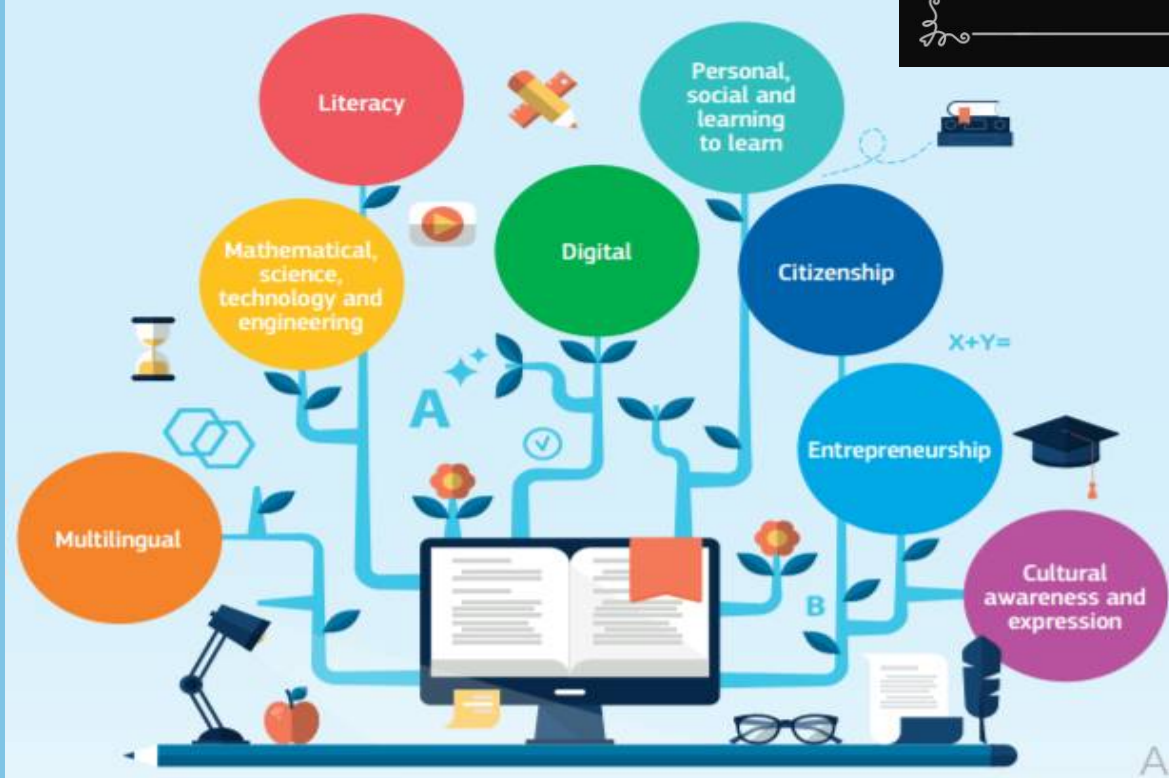 Literacy
Personal,
social and
learning
to learn
Mathematical,
science,
technology and
engineering
Digital
Citizenship
X+Y=
A
Entrepreneurship
Multilingual
Cultural
awareness and
expression
B
A